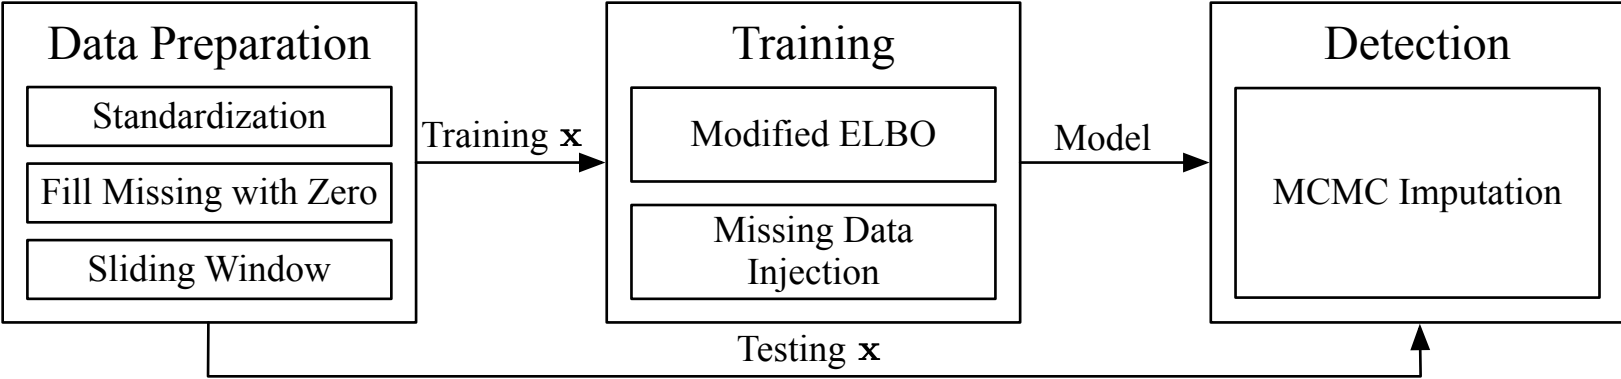 Data Preparation
Standardization
Fill Missing with Zero
Sliding Window
Training x
Training
Modified ELBO
Missing Data
Injection
Model
Detection
MCMC Imputation
Testing x